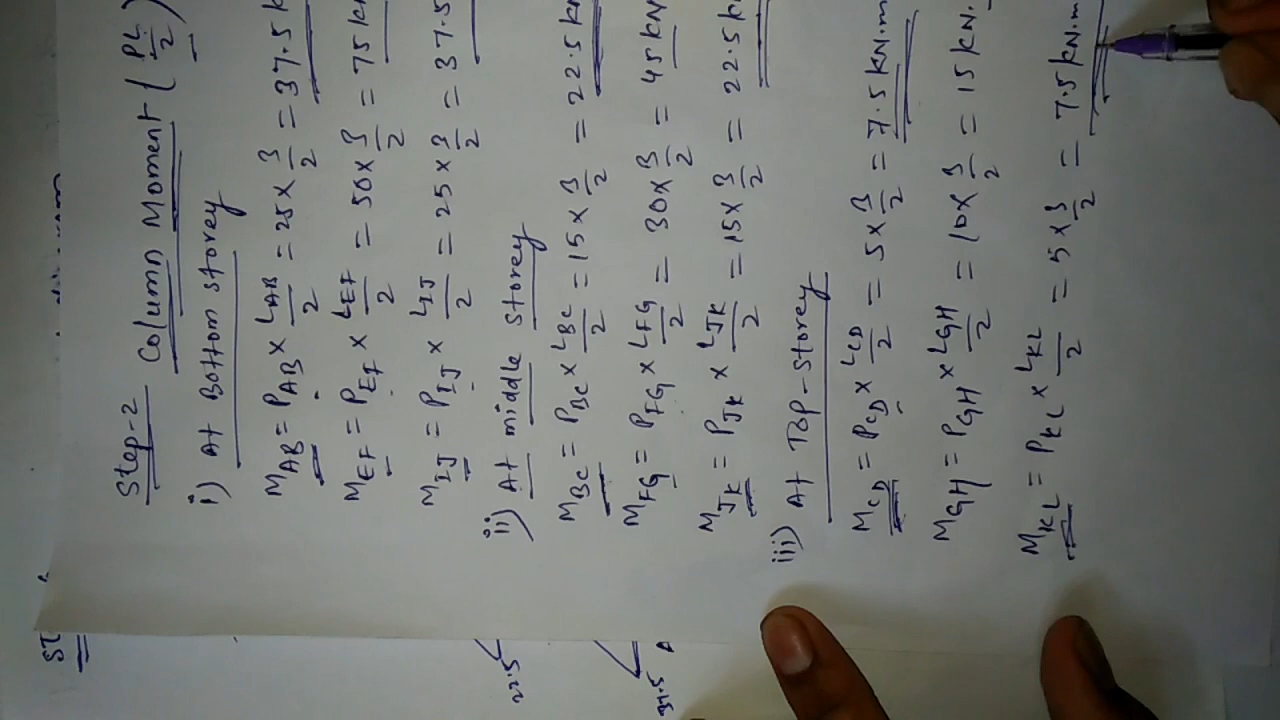 Step-2 Column Moment (PL/2)
i) At Bottom storey
M_AB = P_AB x L_AB/2 = 25 x 3/2 = 37.5 k
M_EF = P_EF x L_EF/2 = 50 x 3/2 = 75 k
M_IJ = P_IJ x L_IJ/2 = 25 x 3/2 = 37.5
ii) At middle storey
M_BC = P_BC x L_BC/2 = 15 x 3/2 = 22.5 k
M_FG = P_FG x L_FG/2 = 30 x 3/2 = 45 kN
M_JK = P_JK x L_JK/2 = 15 x 3/2 = 22.5 k
iii) At Top-storey
M_CD = P_CD x L_CD/2 = 5 x 3/2 = 7.5 kN.m
M_GH = P_GH x L_GH/2 = 10 x 3/2 = 15 kN.
M_KL = P_KL x L_KL/2 = 5 x 3/2 = 7.5 kN.m
22.5
A